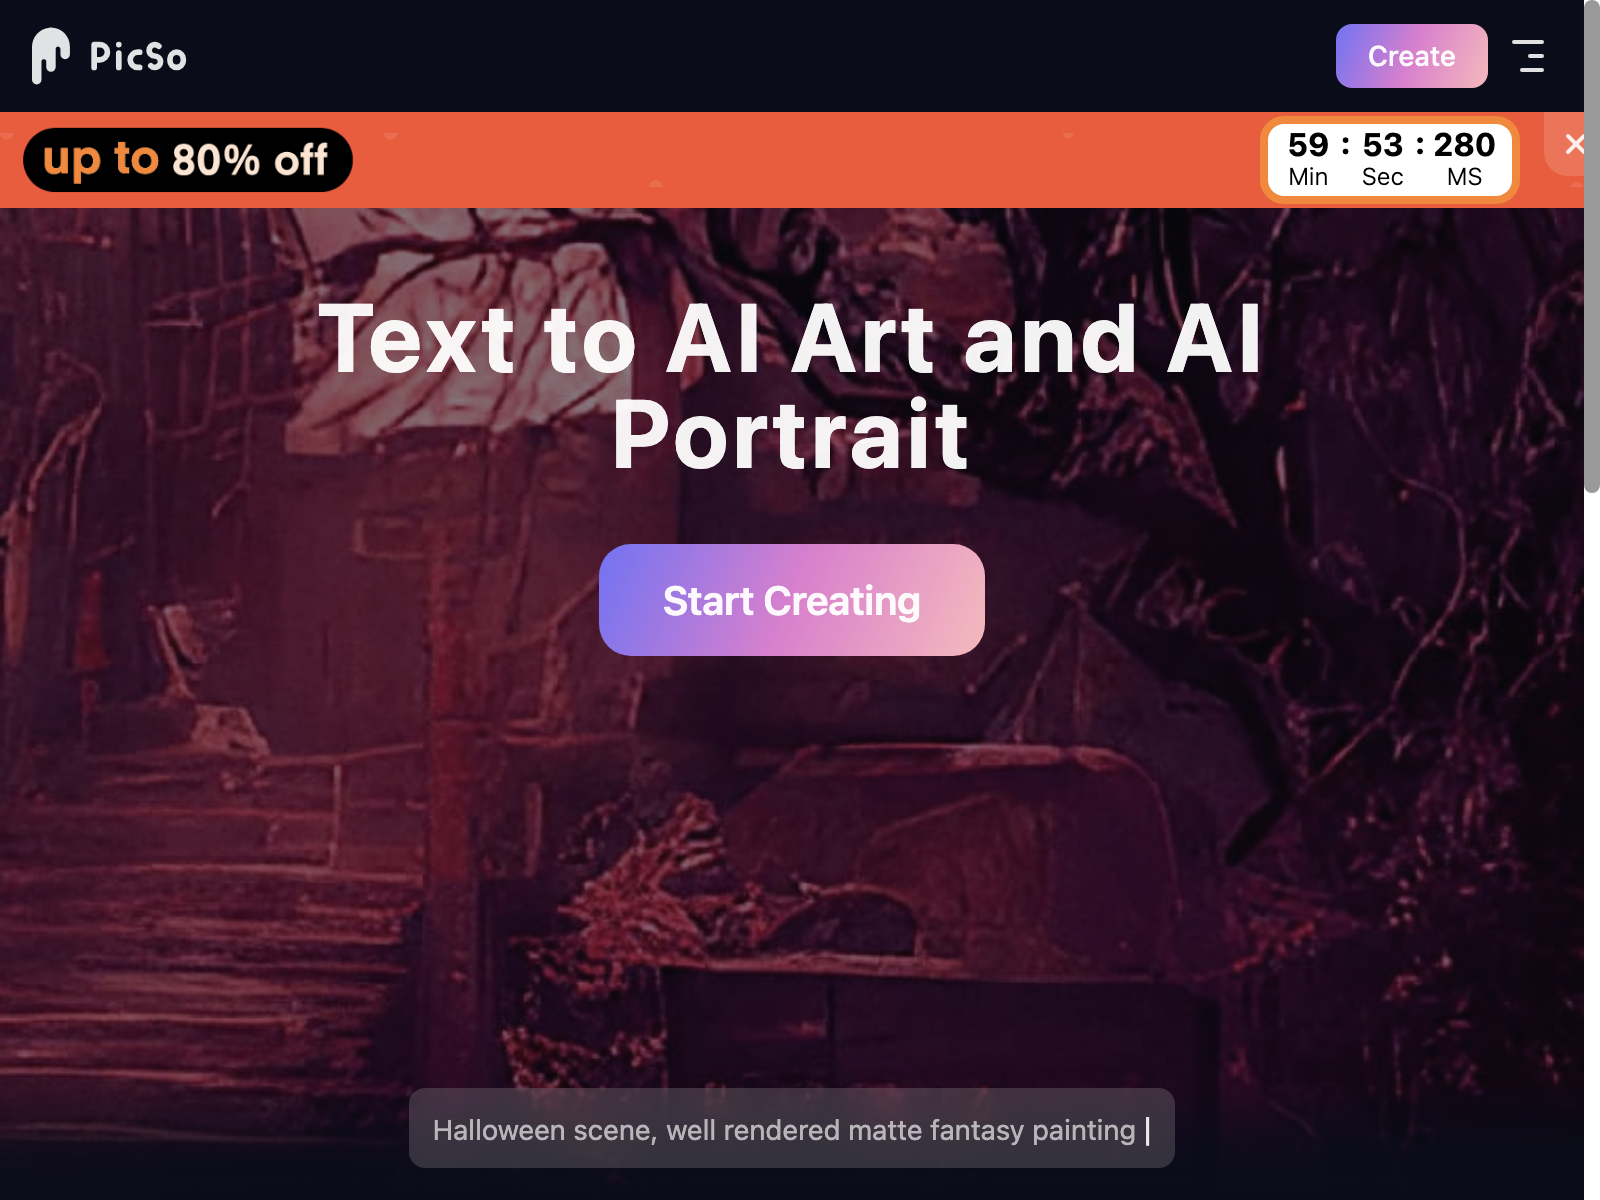 PicSo
Create
up to 80% off
59 : 53 : 280
Min Sec MS
Text to AI Art and AI
Portrait
Start Creating
Halloween scene, well rendered matte fantasy painting |